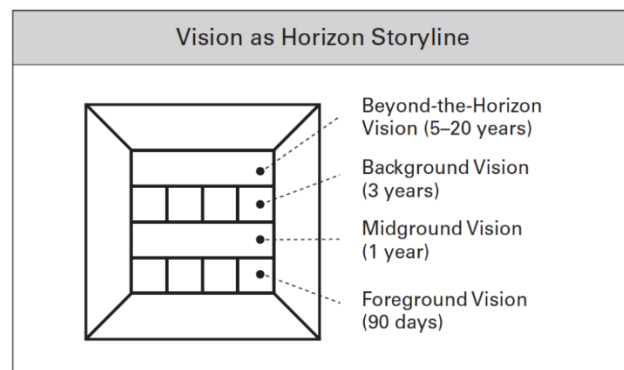 Vision as Horizon Storyline
Beyond-the-Horizon
Vision (5–20 years)
Background Vision
(3 years)
Midground Vision
(1 year)
Foreground Vision
(90 days)